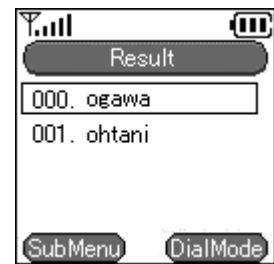 Result
000. ogawa
001. ohtani
SubMenu DialMode